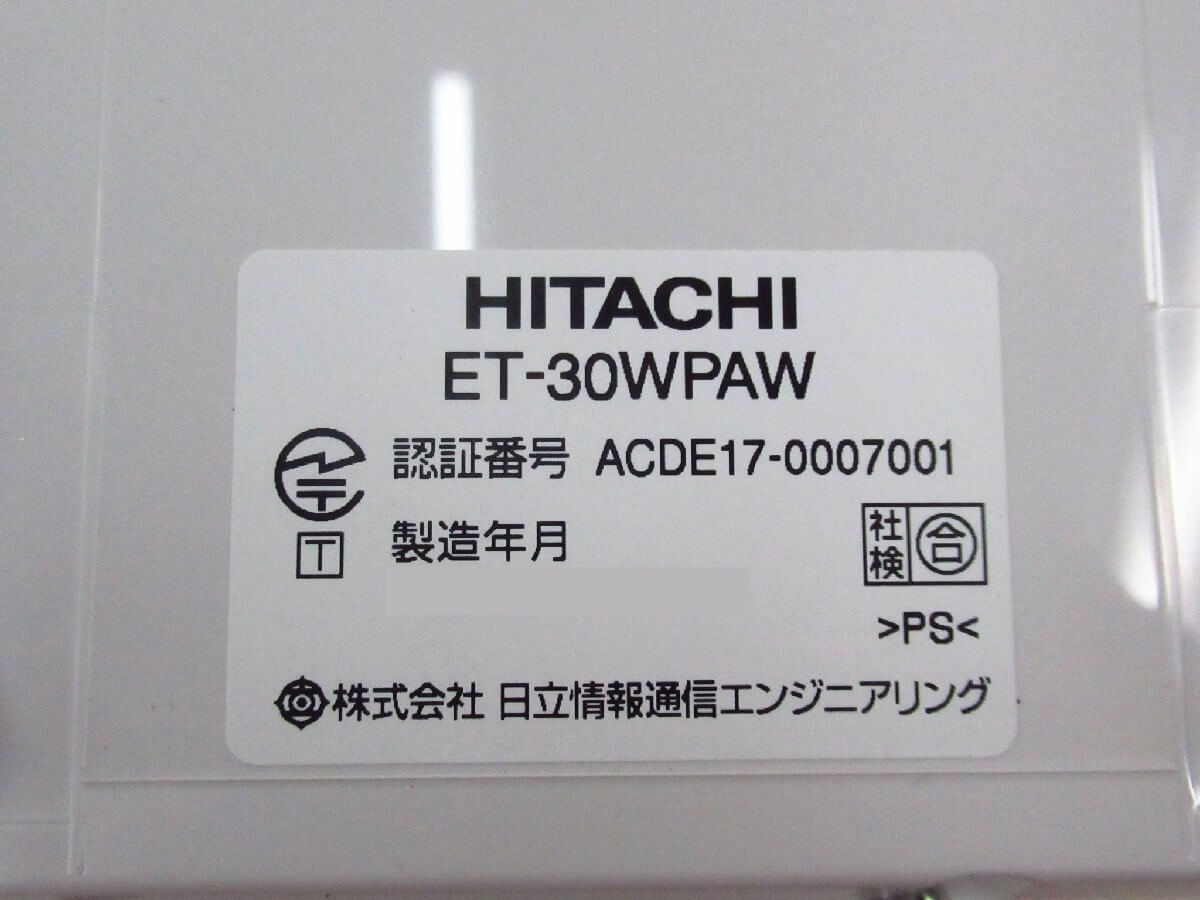 HITACHI
ET-30WPAW
認証番号 ACDE17-0007001
T
製造年月
社検 合
>PS<
株式会社 日立情報通信エンジニアリング